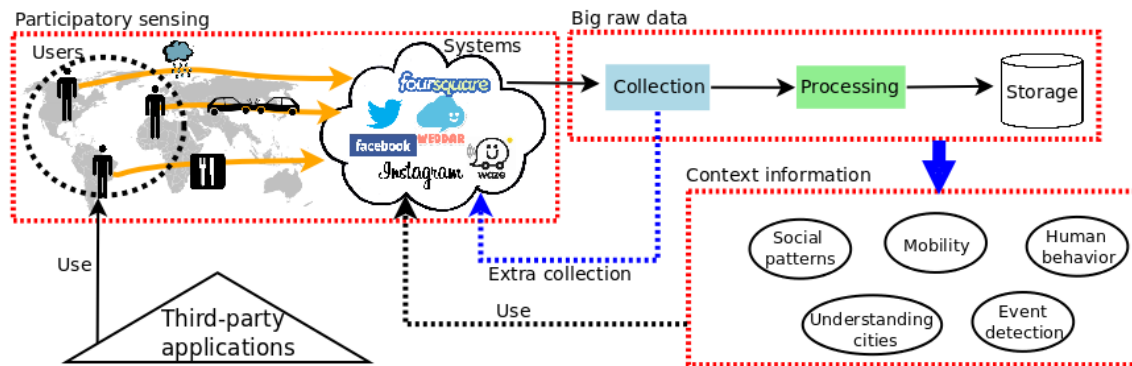 Participatory sensing
Users
Systems
foursquare
WEDDAR
facebook
Instagram
waze
Big raw data
Collection
Processing
Storage
Context information
Social
patterns
Mobility
Human
behavior
Understanding
cities
Event
detection
Extra collection
Use
Use
Third-party
applications